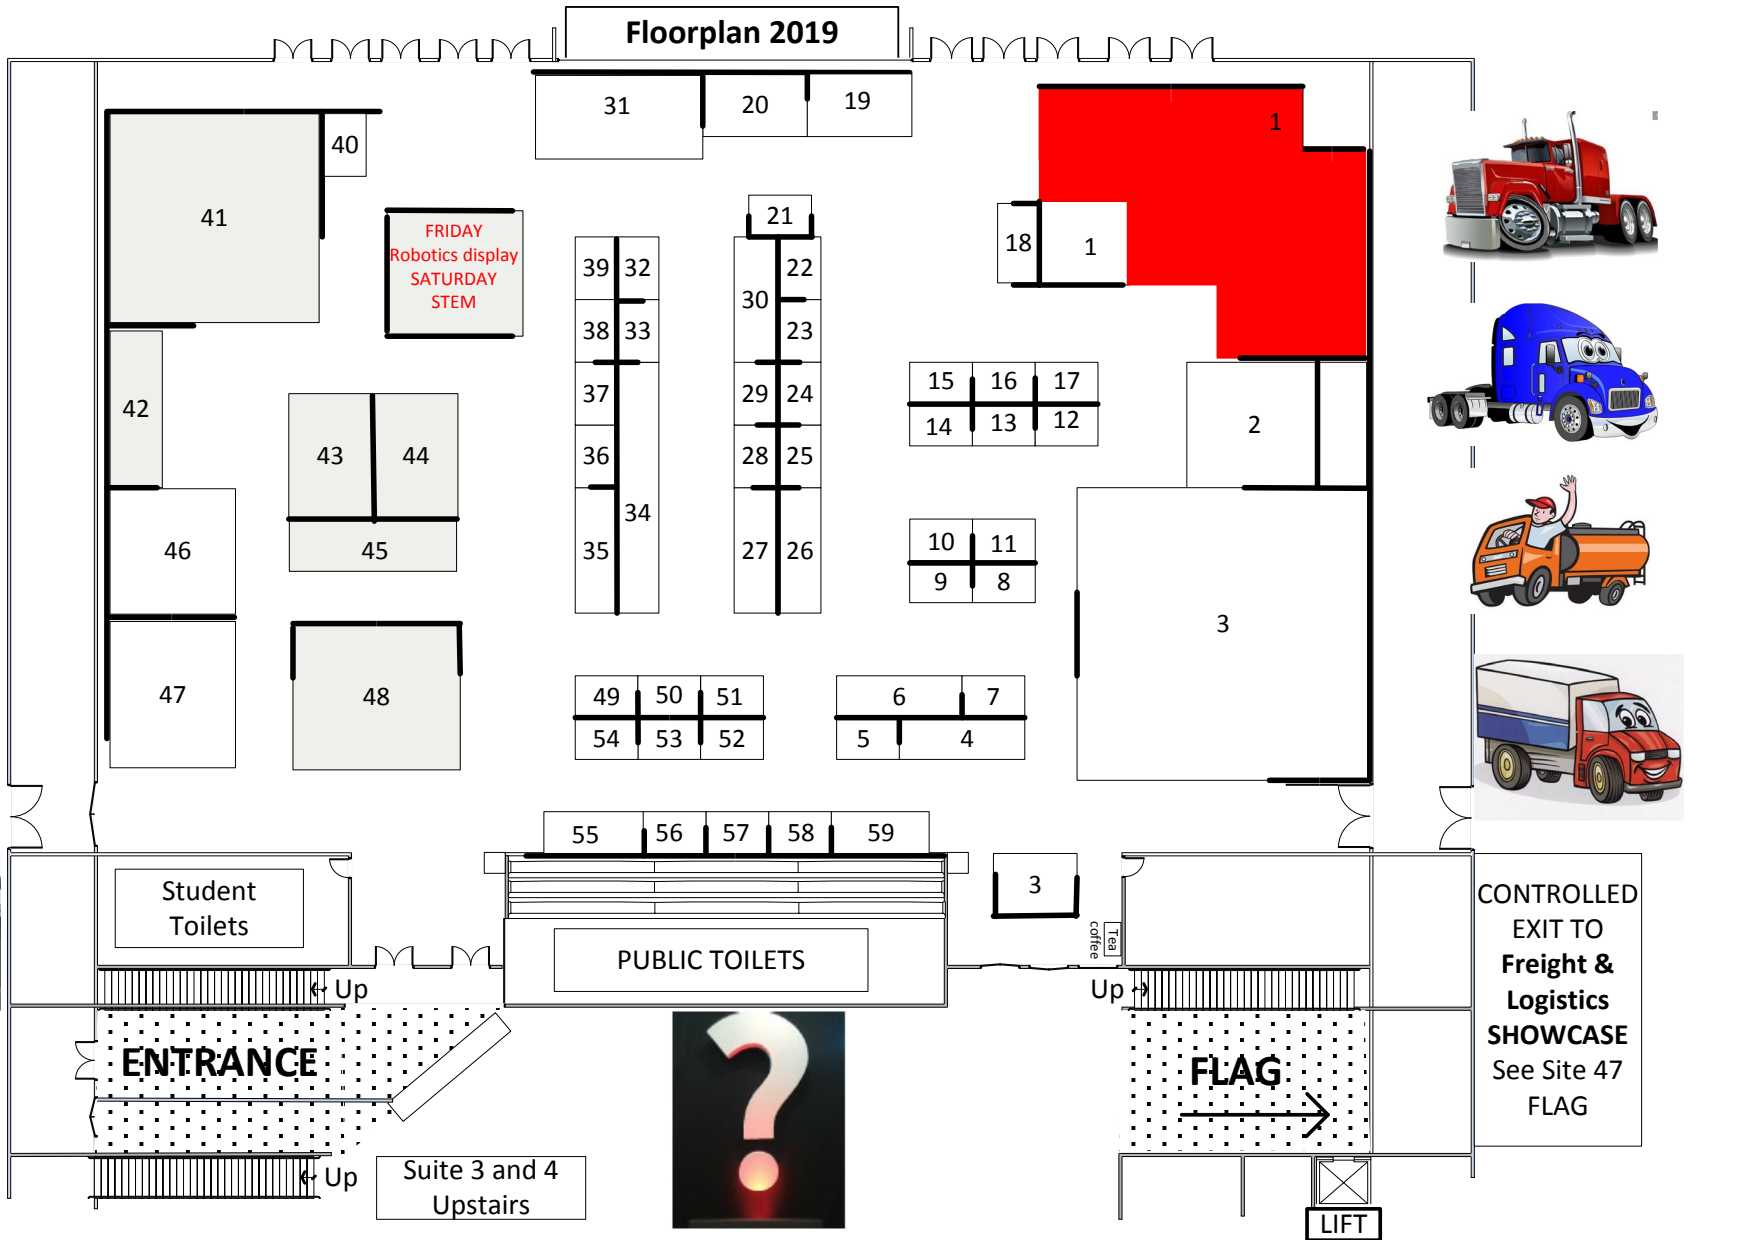 Floorplan 2019
31
20
19
1
40
41
21
FRIDAY
Robotics display
SATURDAY
STEM
18
1
39
32
22
30
38
33
23
15
16
17
37
29
24
42
14
13
12
2
43
44
36
28
25
34
46
45
35
27
26
10
11
9
8
3
47
48
49
50
51
6
7
54
53
52
5
4
55
56
57
58
59
Student
Toilets
3
Tea
coffee
PUBLIC TOILETS
CONTROLLED
EXIT TO
Freight &
Logistics
SHOWCASE
See Site 47
FLAG
Up
Up
ENTRANCE
FLAG
Up
Suite 3 and 4
Upstairs
LIFT